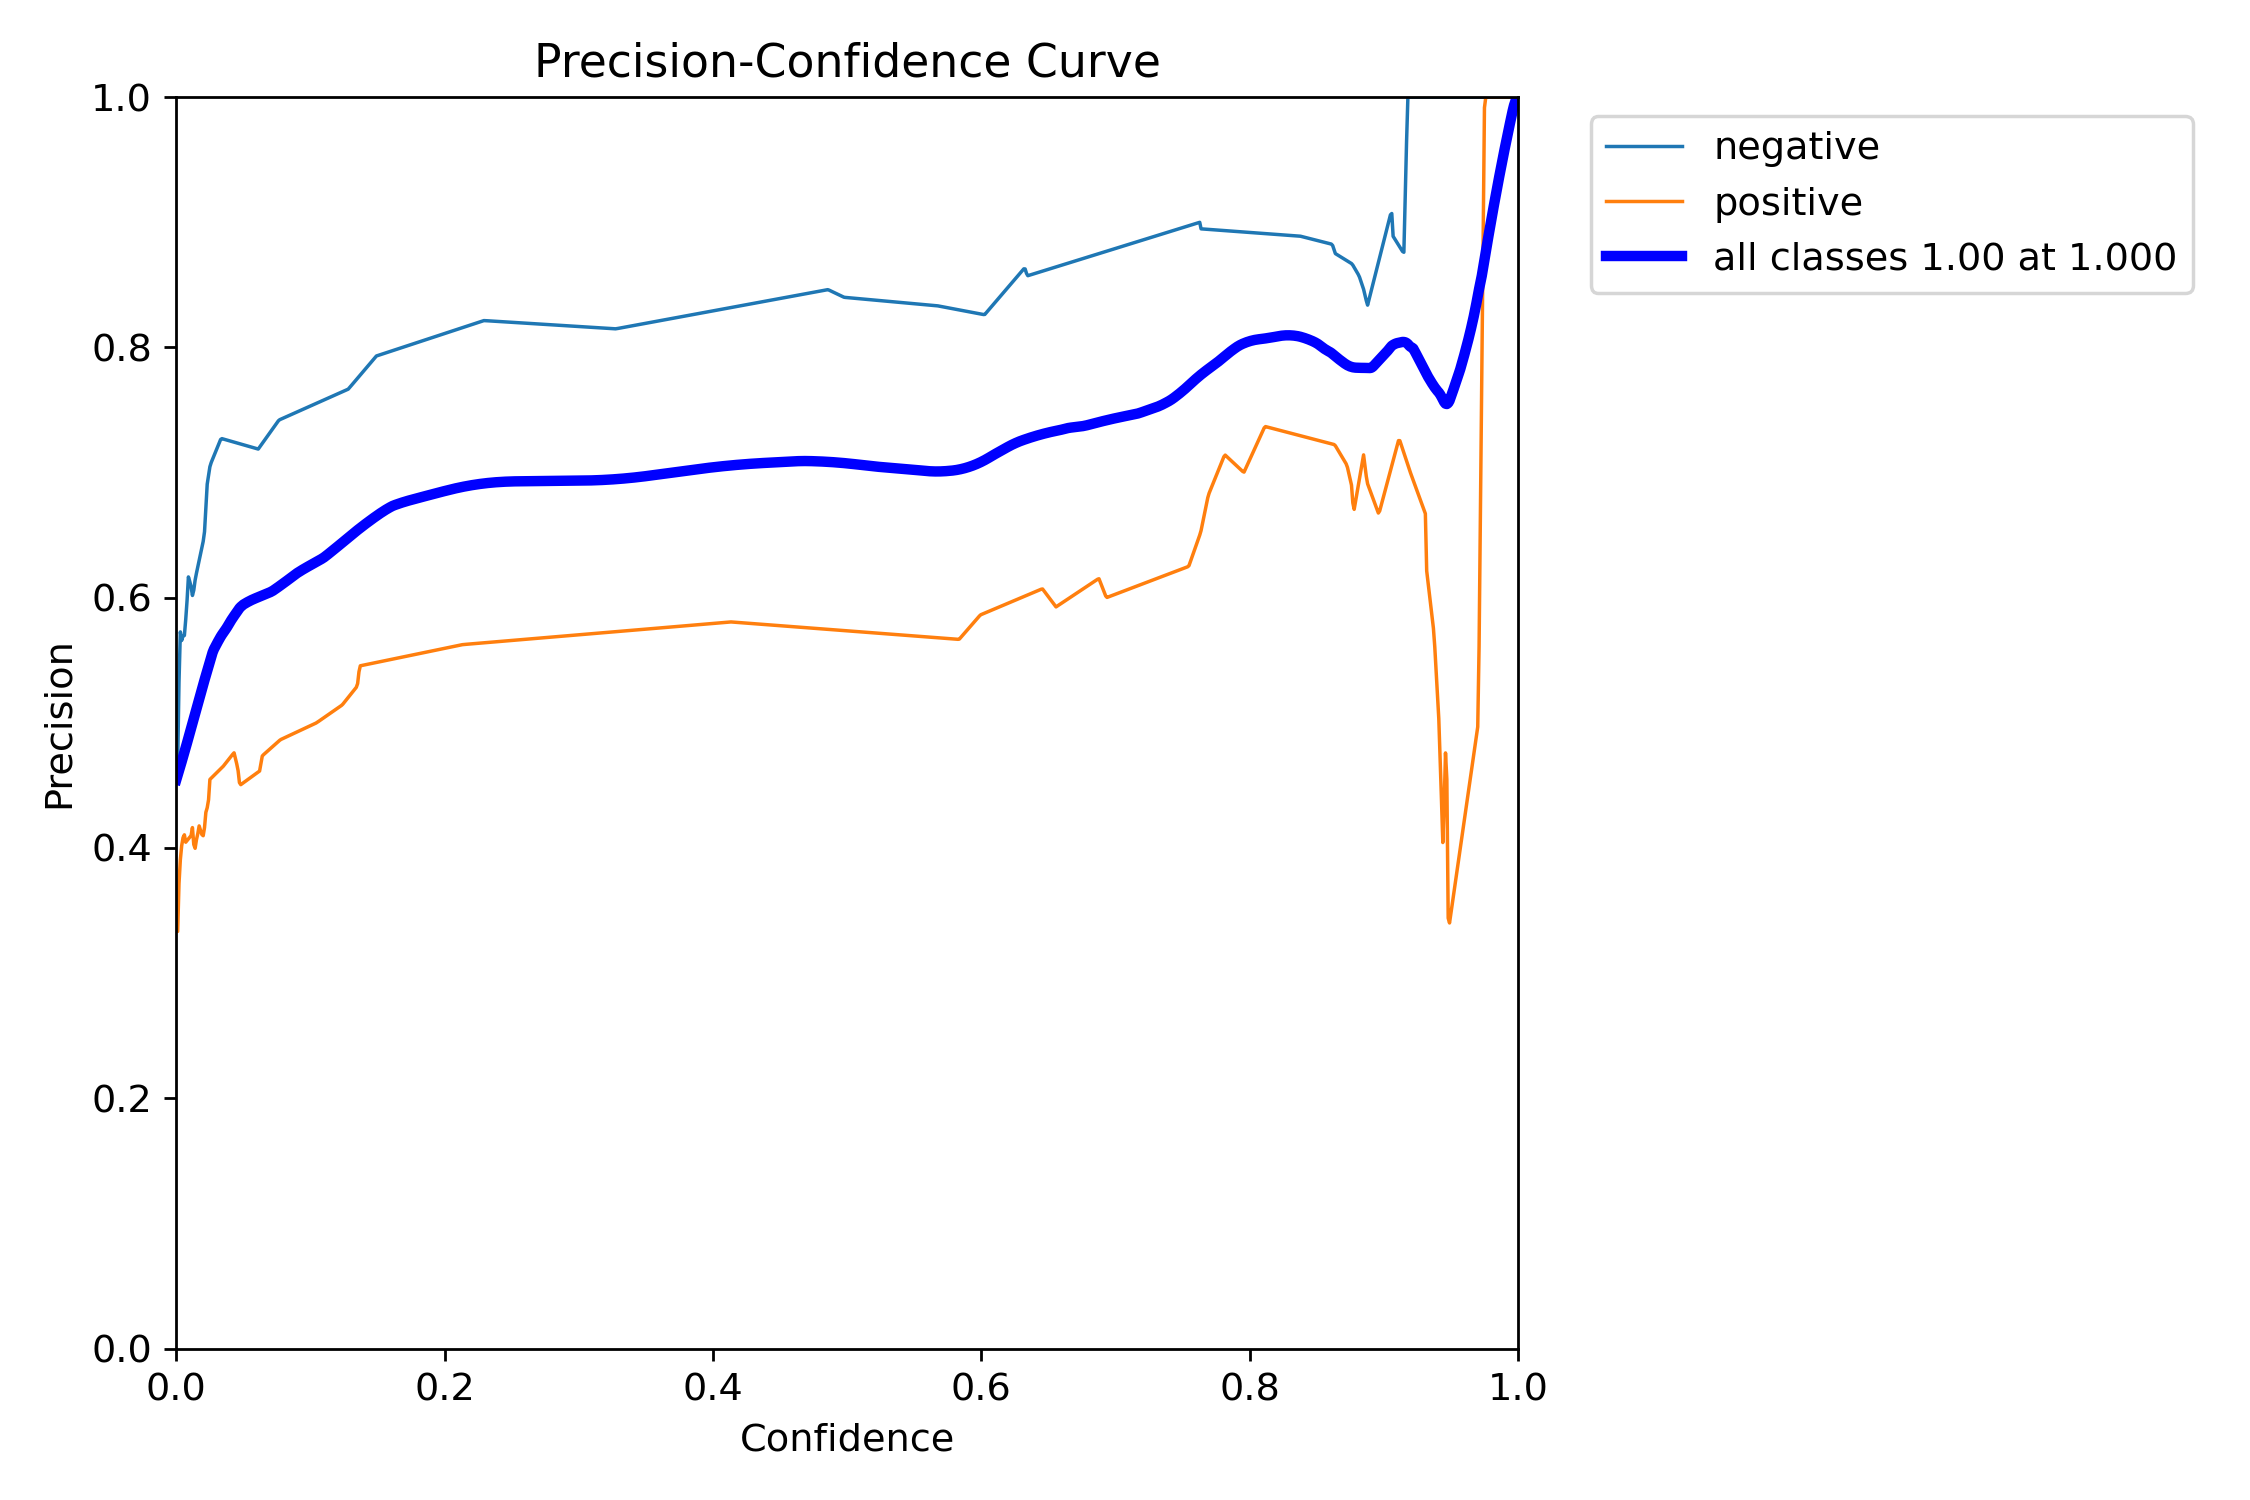 Precision-Confidence Curve
1.0
0.8
0.6
0.4
0.2
0.0
Precision
0.0 0.2 0.4 0.6 0.8 1.0
Confidence
negative
positive
all classes 1.00 at 1.000